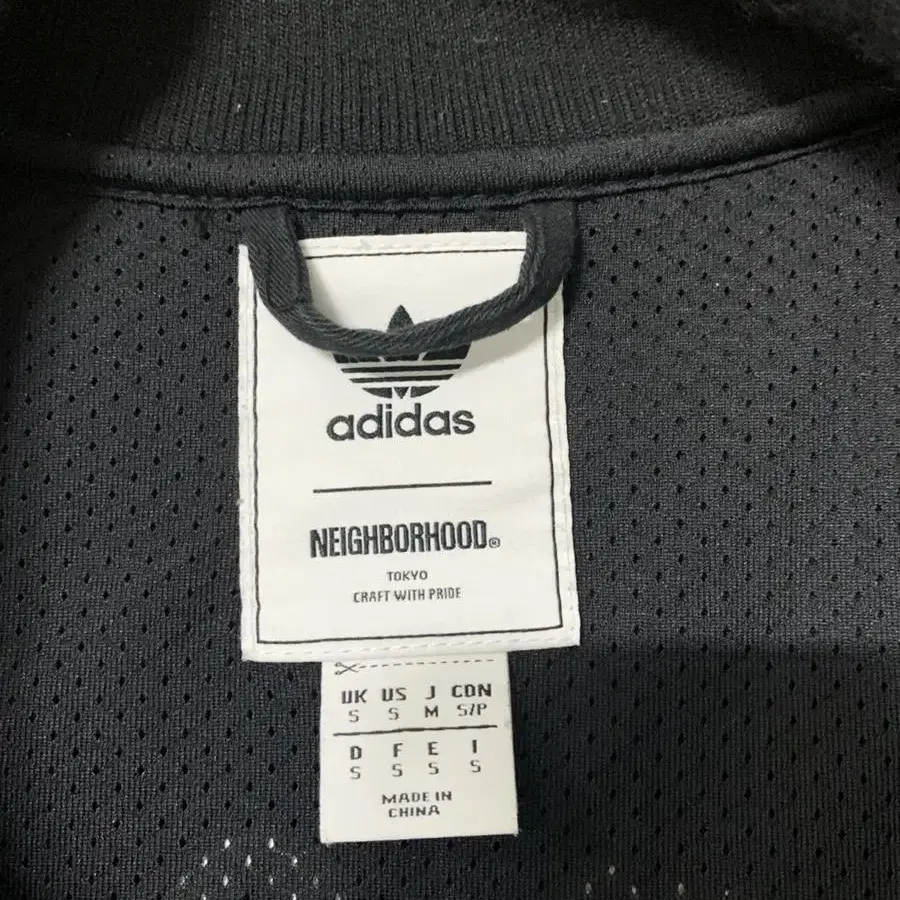 adidas
NEIGHBORHOOD®
TOKYO
CRAFT WITH PRIDE
UK US J CDN
S S M S/P
D F E I
S S S S
MADE IN
CHINA